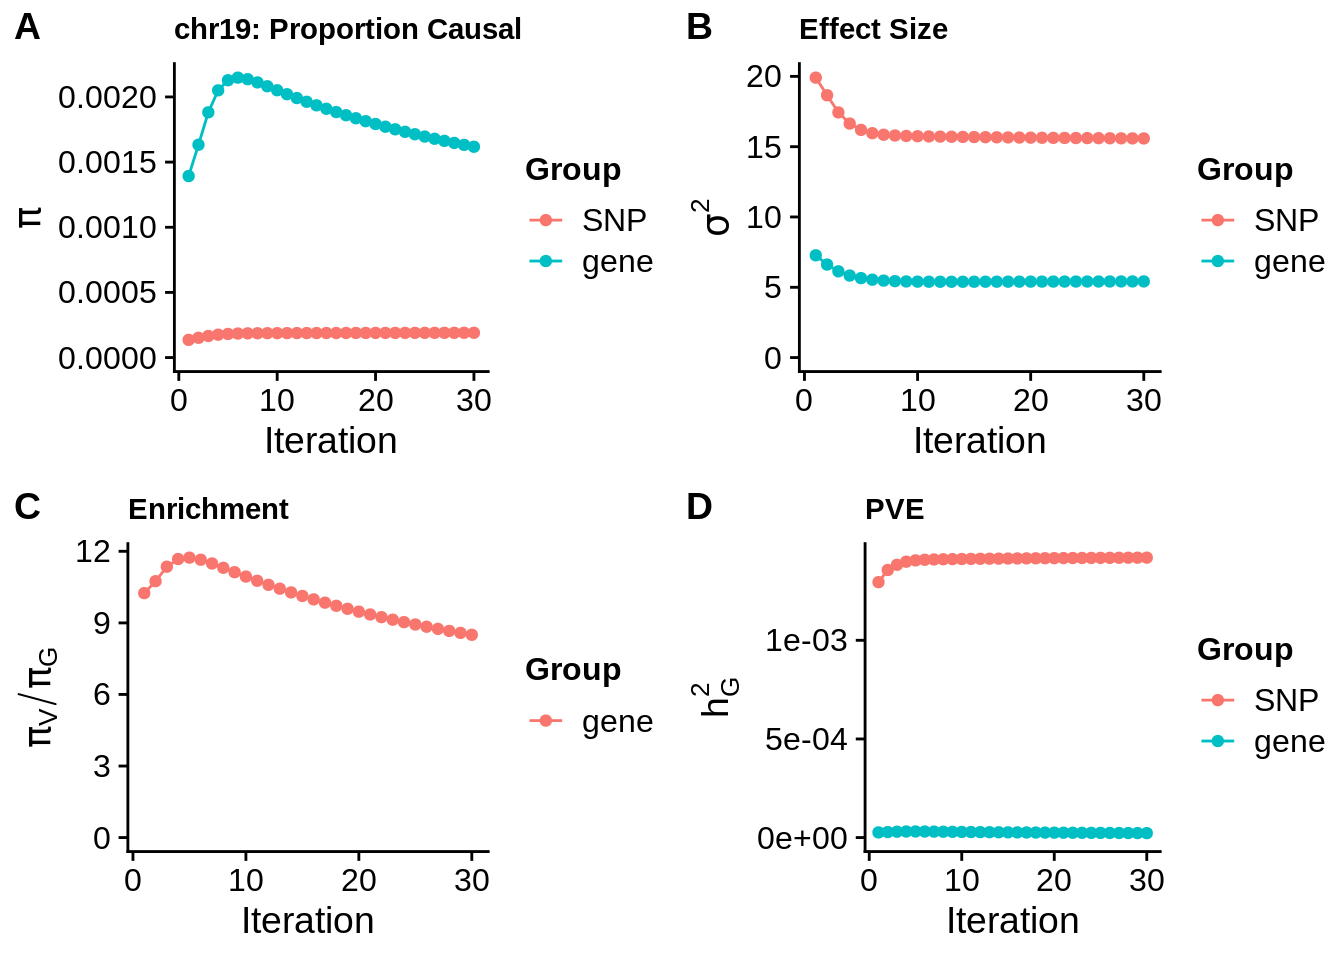 A
chr19: Proportion Causal
0.0020
0.0015
0.0010
0.0005
0.0000
π
0 10 20 30
Iteration
Group
SNP
gene
B
Effect Size
20
15
10
5
0
σ²
0 10 20 30
Iteration
Group
SNP
gene
C
Enrichment
12
9
6
3
0
π_V/π_G
0 10 20 30
Iteration
Group
gene
D
PVE
1e-03
5e-04
0e+00
h²_G
0 10 20 30
Iteration
Group
SNP
gene